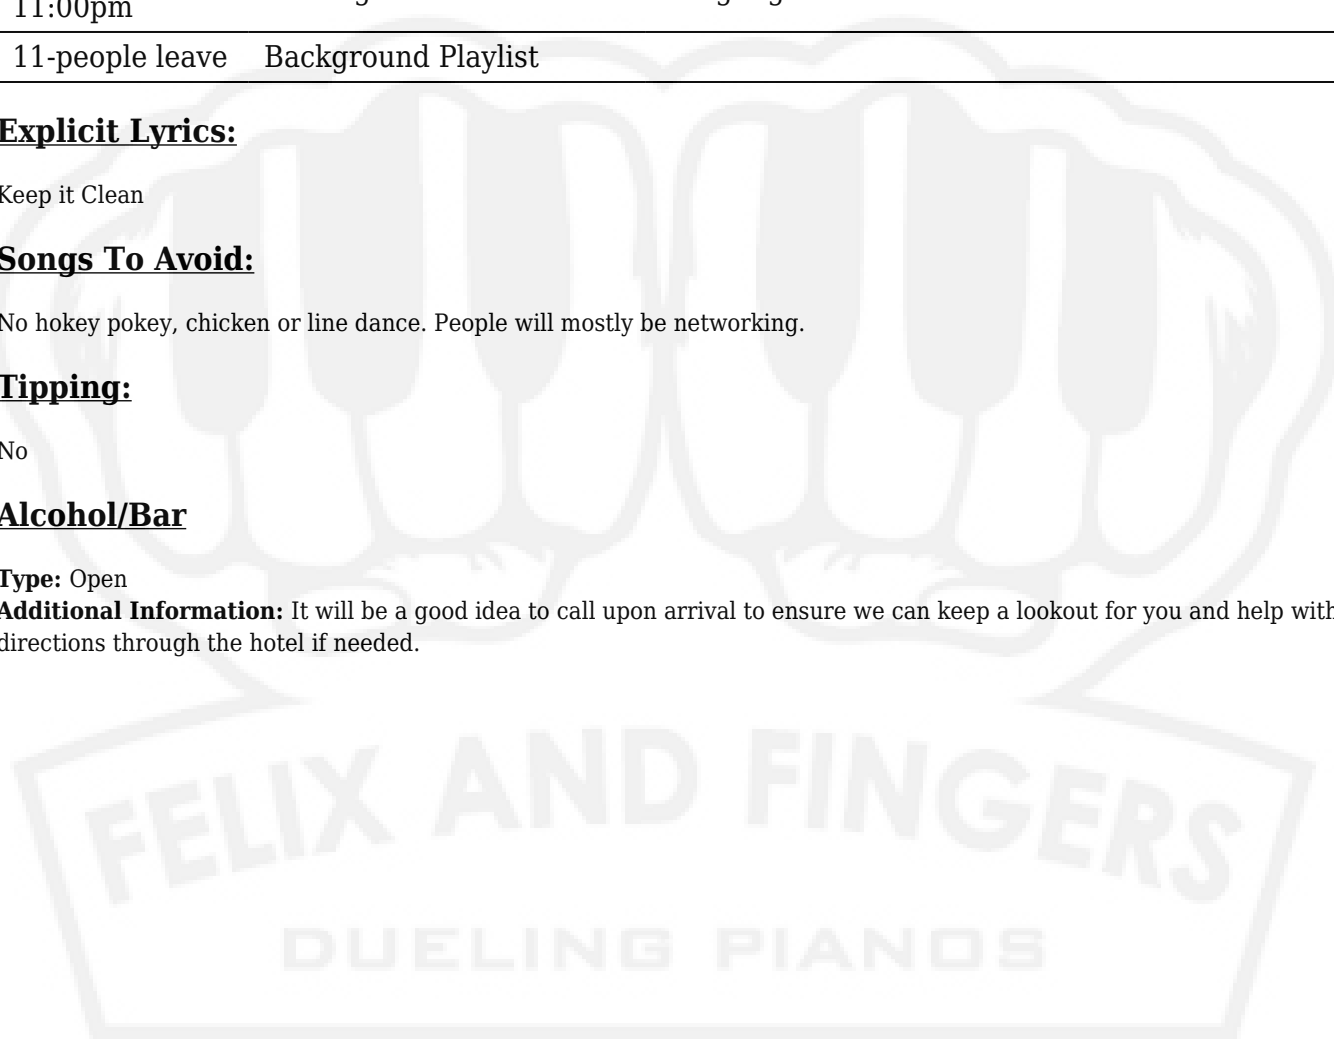 11:00pm
11-people leave Background Playlist
Explicit Lyrics:
Keep it Clean
Songs To Avoid:
No hokey pokey, chicken or line dance. People will mostly be networking.
Tipping:
No
Alcohol/Bar
Type: Open
Additional Information: It will be a good idea to call upon arrival to ensure we can keep a lookout for you and help with
directions through the hotel if needed.
FELIX AND FINGERS
DUELING PIANOS